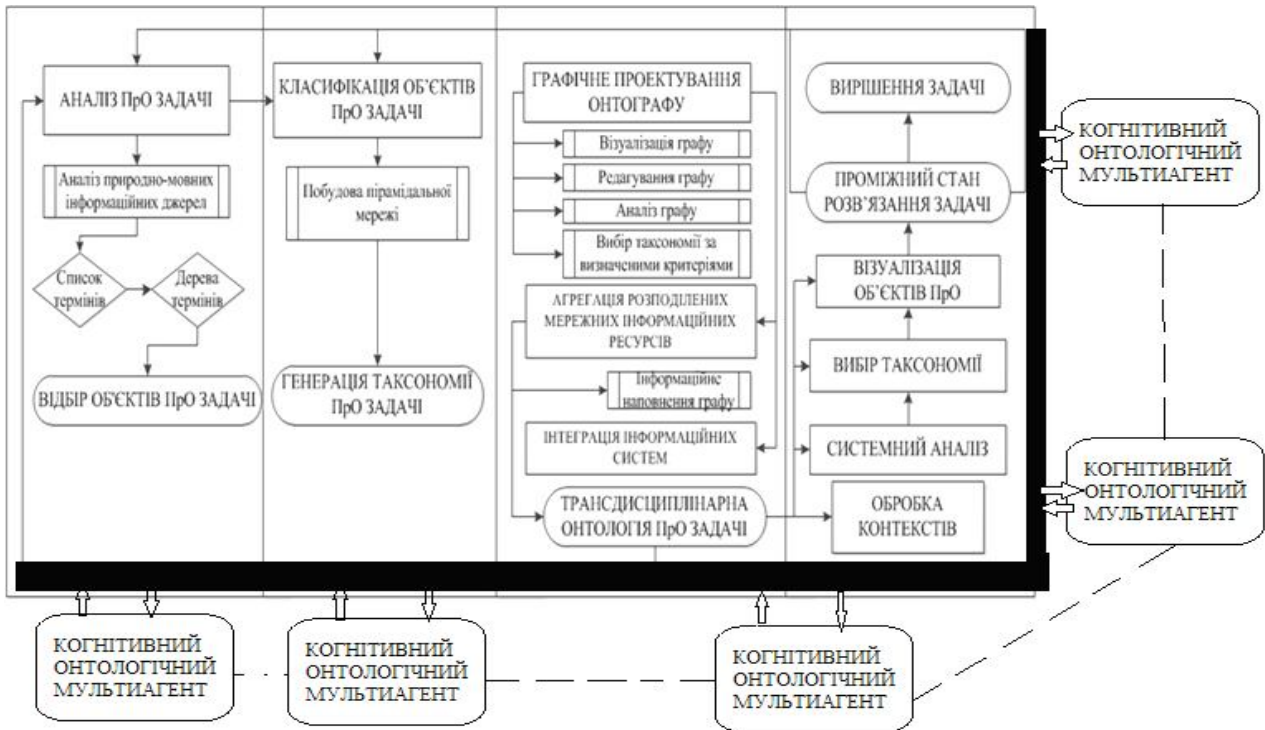 АНАЛІЗ ПрО ЗАДАЧІ
Аналіз природно-мовних
інформаційних джерел
Список
термінів
Дерева
термінів
ВІДБІР ОБ'ЄКТІВ ПрО ЗАДАЧІ
КЛАСИФІКАЦІЯ ОБ'ЄКТІВ
ПрО ЗАДАЧІ
Побудова пірамідальної
мережі
ГЕНЕРАЦІЯ ТАКСОНОМІЇ
ПрО ЗАДАЧІ
ГРАФІЧНЕ ПРОЕКТУВАННЯ
ОНТОГРАФУ
Візуалізація графу
Редагування графу
Аналіз графу
Вибір таксономії за
визначеними критеріями
АГРЕГАЦІЯ РОЗПОДІЛЕНИХ
МЕРЕЖНИХ ІНФОРМАЦІЙНИХ
РЕСУРСІВ
Інформаційне
наповнення графу
ІНТЕГРАЦІЯ ІНФОРМАЦІЙНИХ
СИСТЕМ
ТРАНСДИСЦИПЛІНАРНА
ОНТОЛОГІЯ ПрО ЗАДАЧІ
ВИРІШЕННЯ ЗАДАЧІ
ПРОМІЖНИЙ СТАН
РОЗВ'ЯЗАННЯ ЗАДАЧІ
ВІЗУАЛІЗАЦІЯ
ОБ'ЄКТІВ ПрО
ВИБІР ТАКСОНОМІЇ
СИСТЕМНИЙ АНАЛІЗ
ОБРОБКА
КОНТЕКСТІВ
КОГНІТИВНИЙ
ОНТОЛОГІЧНИЙ
МУЛЬТИАГЕНТ
КОГНІТИВНИЙ
ОНТОЛОГІЧНИЙ
МУЛЬТИАГЕНТ
КОГНІТИВНИЙ
ОНТОЛОГІЧНИЙ
МУЛЬТИАГЕНТ
КОГНІТИВНИЙ
ОНТОЛОГІЧНИЙ
МУЛЬТИАГЕНТ
КОГНІТИВНИЙ
ОНТОЛОГІЧНИЙ
МУЛЬТИАГЕНТ